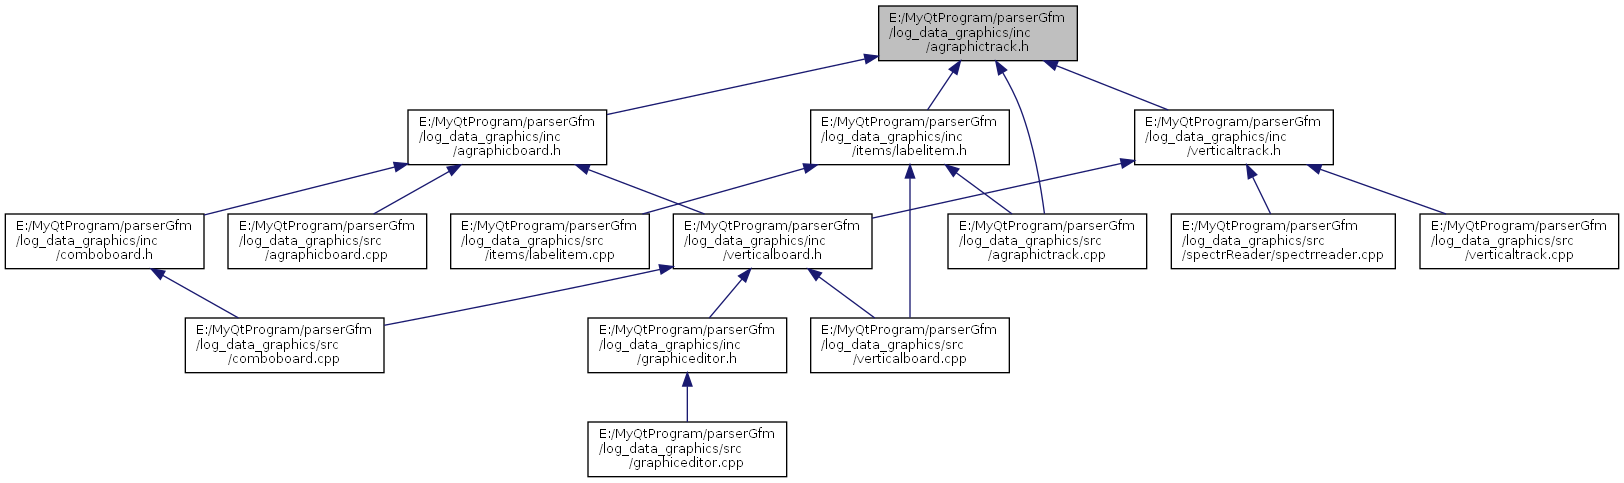 E:/MyQtProgram/parserGfm
/log_data_graphics/inc
/agraphictrack.h
E:/MyQtProgram/parserGfm
/log_data_graphics/inc
/agraphicboard.h
E:/MyQtProgram/parserGfm
/log_data_graphics/inc
/items/labelitem.h
E:/MyQtProgram/parserGfm
/log_data_graphics/inc
/verticaltrack.h
E:/MyQtProgram/parserGfm
/log_data_graphics/inc
/comboboard.h
E:/MyQtProgram/parserGfm
/log_data_graphics/src
/agraphicboard.cpp
E:/MyQtProgram/parserGfm
/log_data_graphics/src
/items/labelitem.cpp
E:/MyQtProgram/parserGfm
/log_data_graphics/inc
/verticalboard.h
E:/MyQtProgram/parserGfm
/log_data_graphics/src
/agraphictrack.cpp
E:/MyQtProgram/parserGfm
/log_data_graphics/src
/spectrReader/spectrreader.cpp
E:/MyQtProgram/parserGfm
/log_data_graphics/src
/verticaltrack.cpp
E:/MyQtProgram/parserGfm
/log_data_graphics/src
/comboboard.cpp
E:/MyQtProgram/parserGfm
/log_data_graphics/inc
/graphiceditor.h
E:/MyQtProgram/parserGfm
/log_data_graphics/src
/verticalboard.cpp
E:/MyQtProgram/parserGfm
/log_data_graphics/src
/graphiceditor.cpp